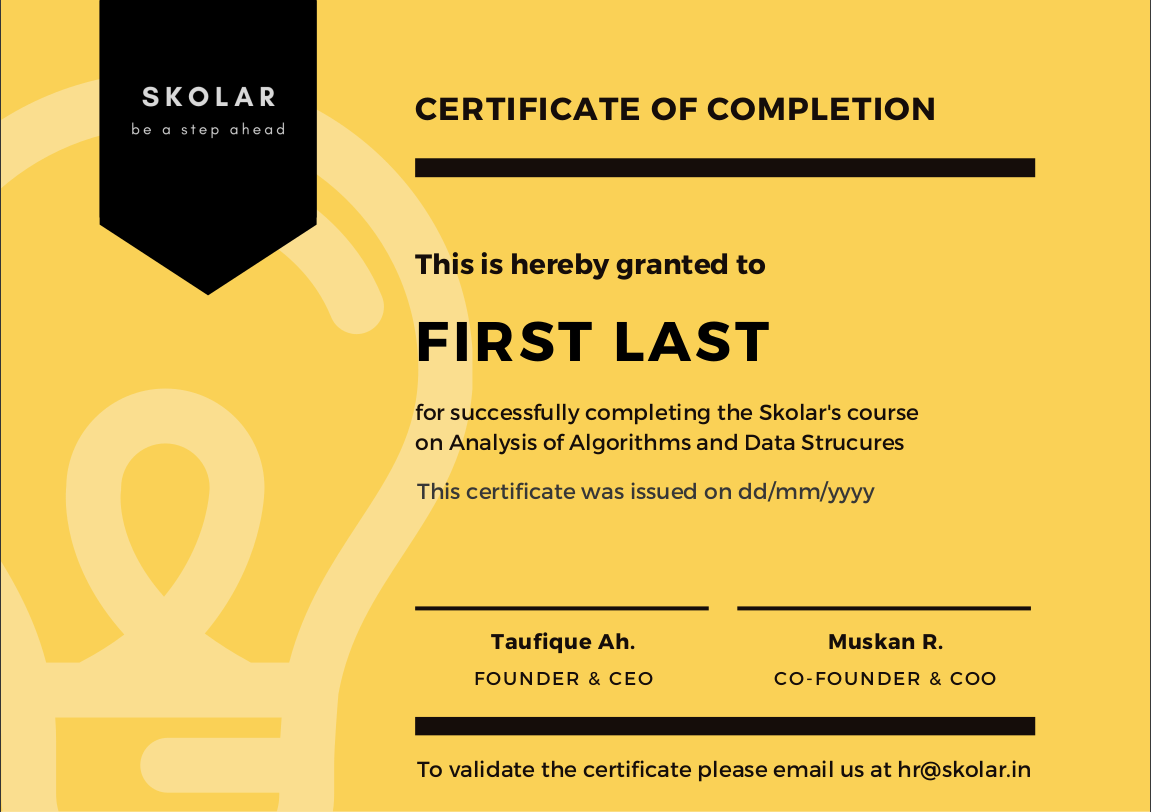 SKOLAR
be a step ahead
CERTIFICATE OF COMPLETION
This is hereby granted to
FIRST LAST
for successfully completing the Skolar's course
on Analysis of Algorithms and Data Strucures
This certificate was issued on dd/mm/yyyy
Taufique Ah.
FOUNDER & CEO
Muskan R.
CO-FOUNDER & COO
To validate the certificate please email us at hr@skolar.in